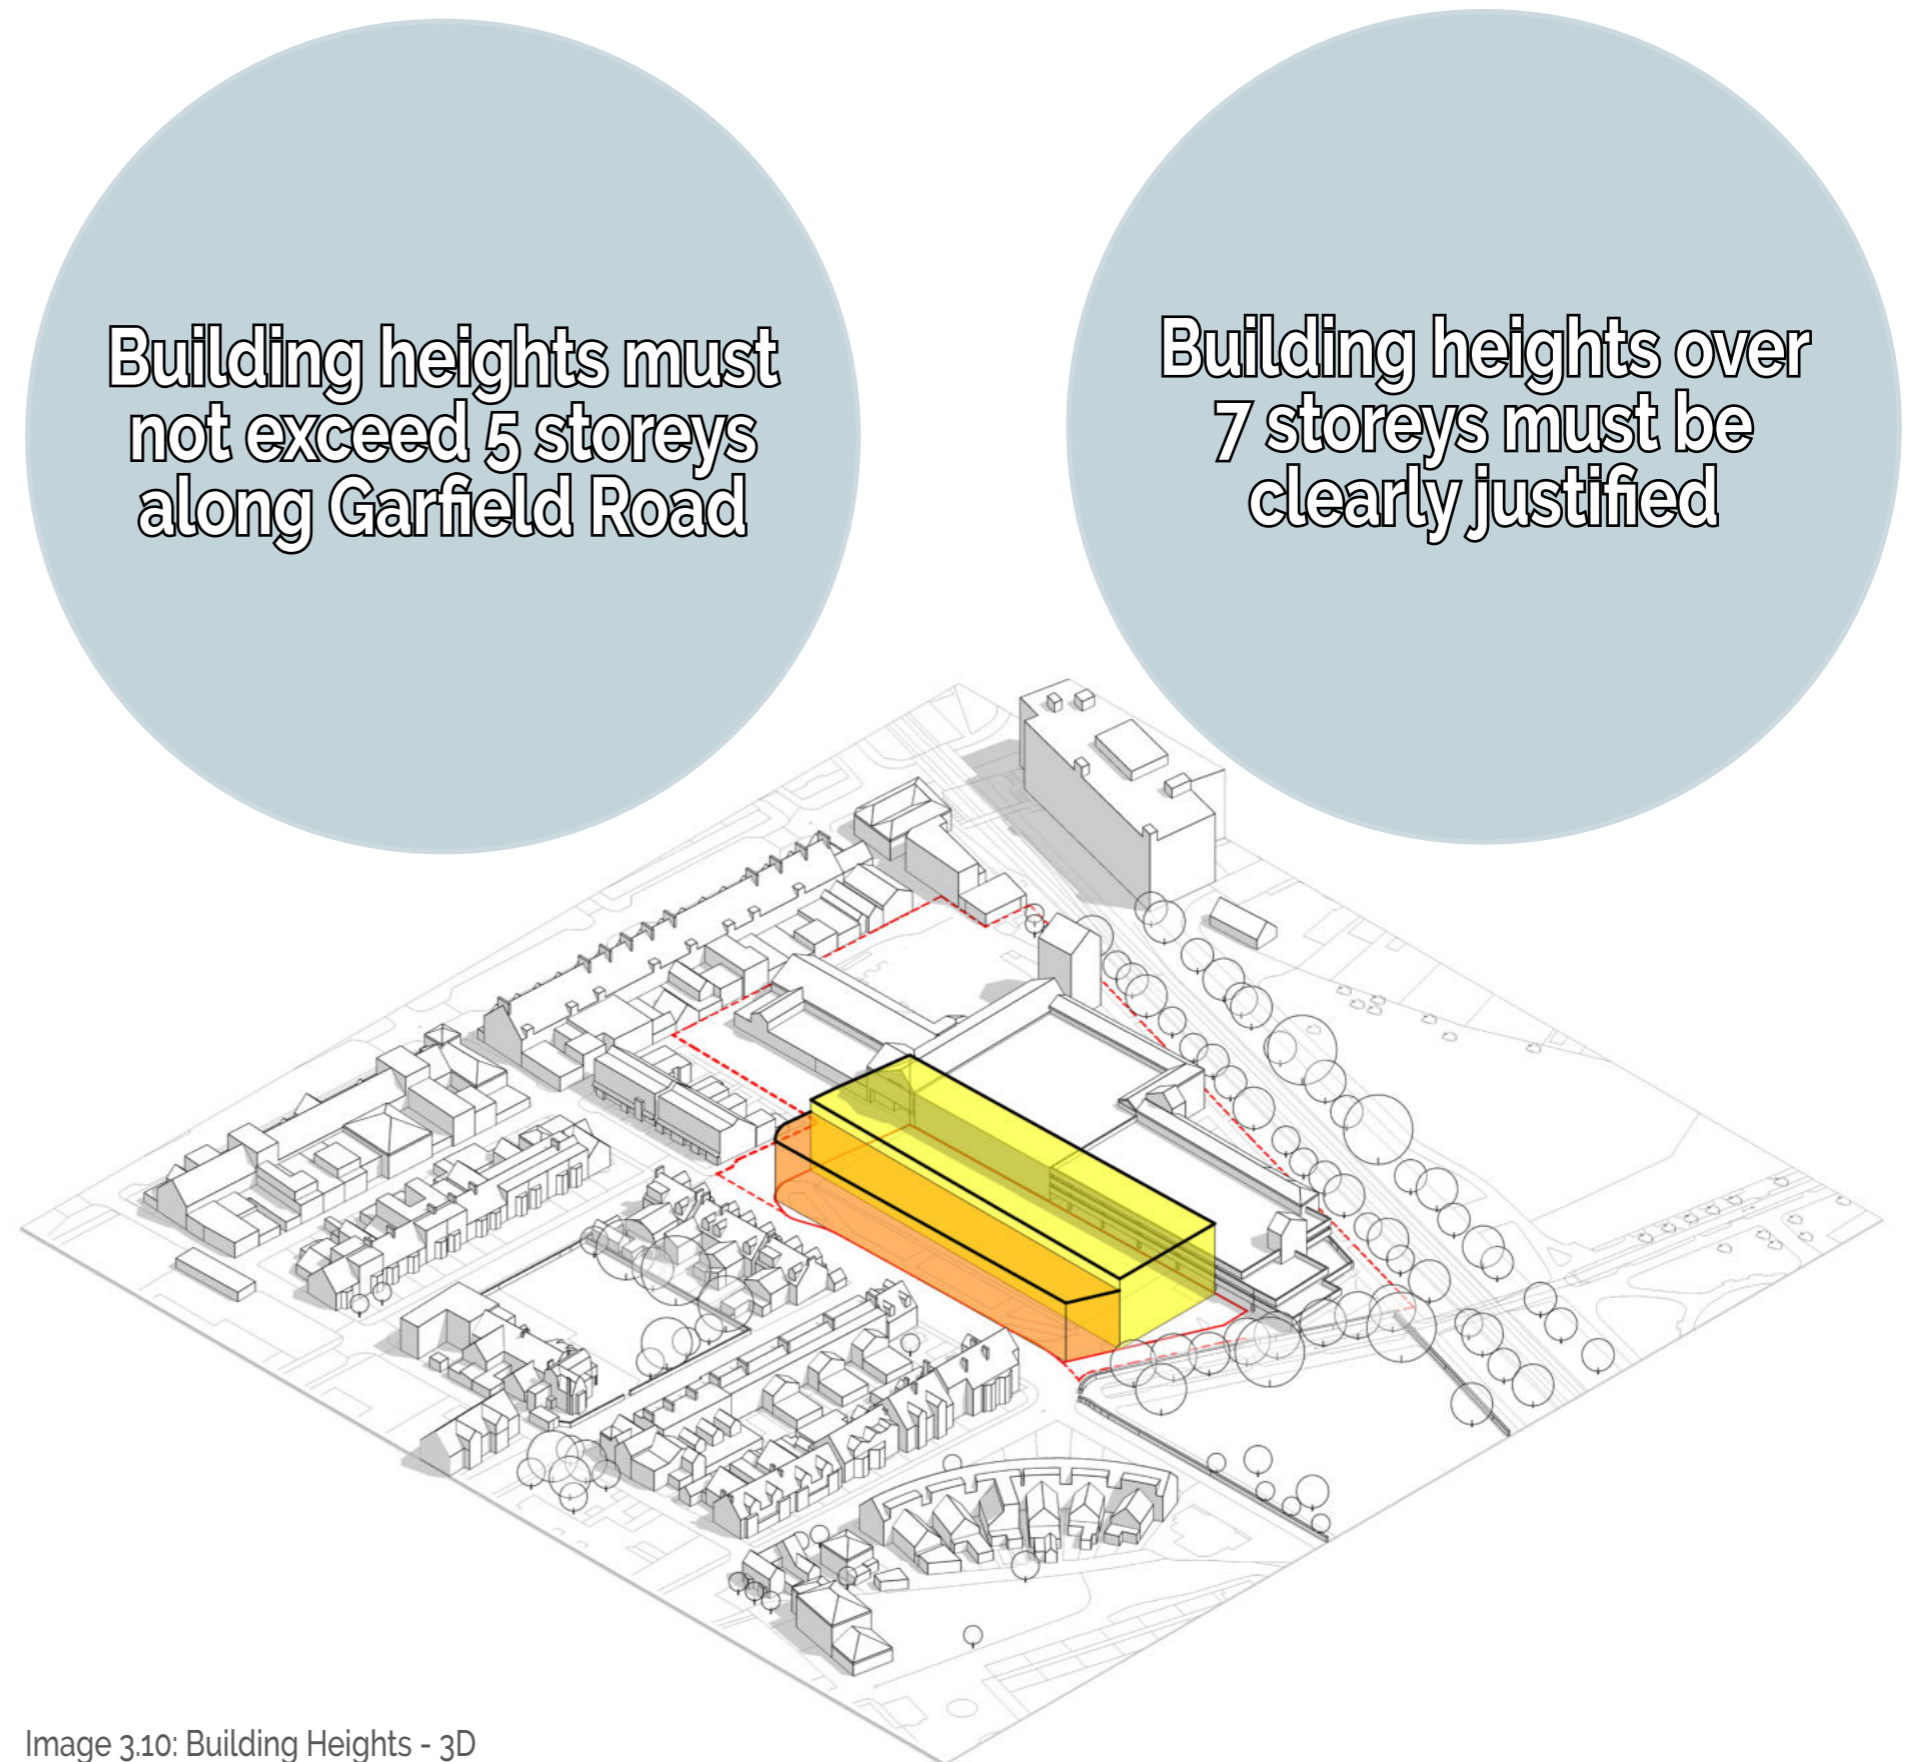 Building heights must
not exceed 5 storeys
along Garfield Road
Building heights over
7 storeys must be
clearly justified
Image 3.10: Building Heights - 3D